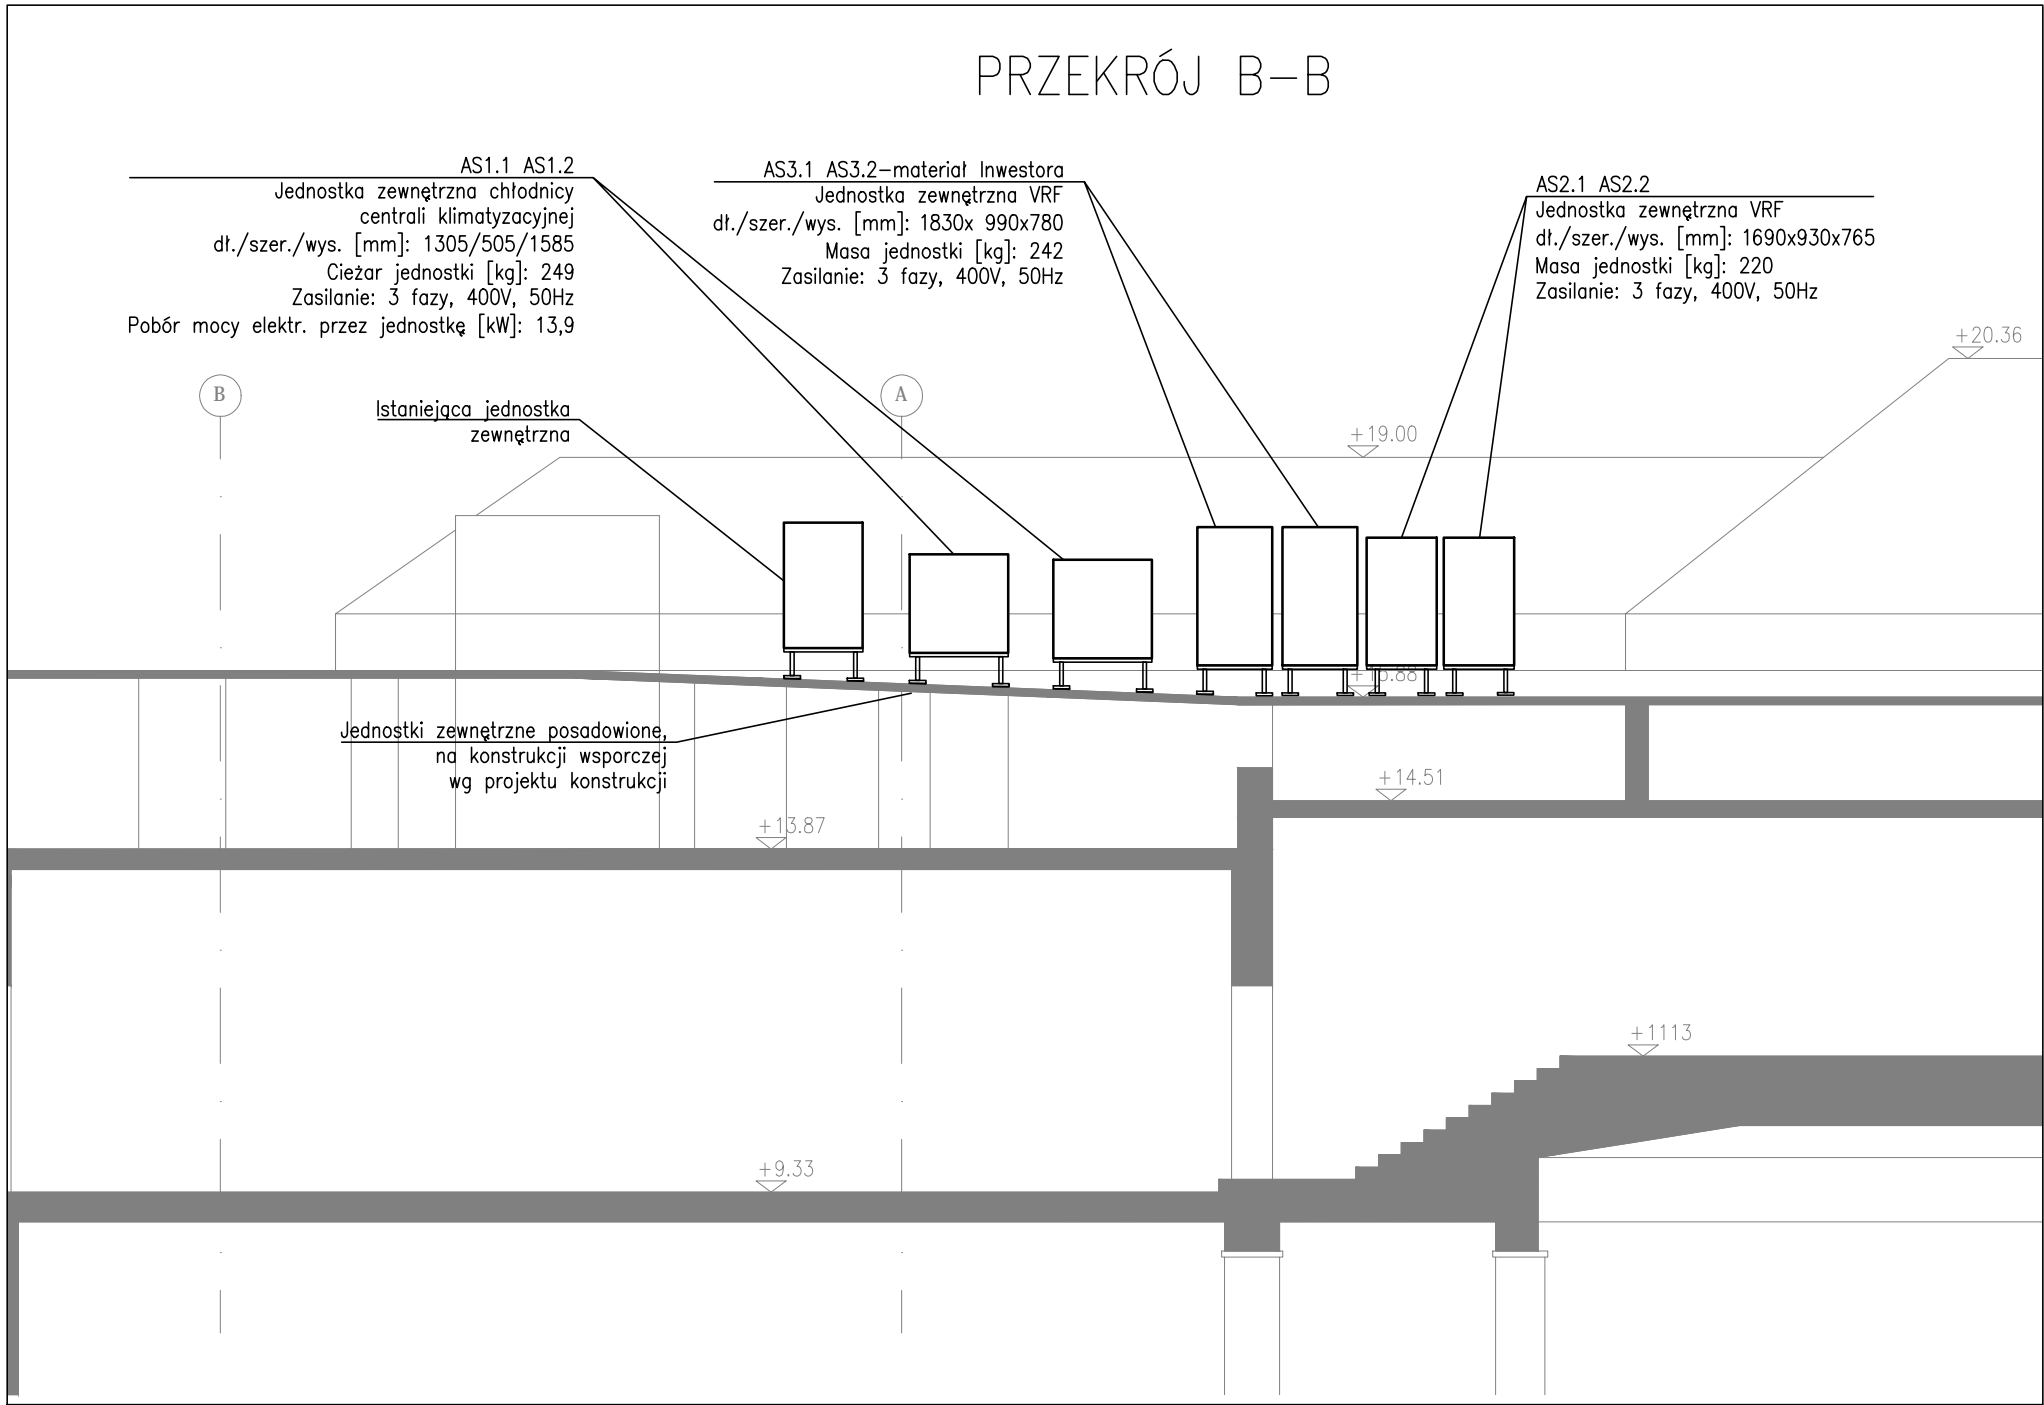 PRZEKRÓJ B-B
AS1.1 AS1.2
Jednostka zewnętrzna chłodnicy
centrali klimatyzacyjnej
dł./szer./wys. [mm]: 1305/505/1585
Cieżar jednostki [kg]: 249
Zasilanie: 3 fazy, 400V, 50Hz
Pobór mocy elektr. przez jednostkę [kW]: 13,9
AS3.1 AS3.2-materiał Inwestora
Jednostka zewnętrzna VRF
dł./szer./wys. [mm]: 1830x 990x780
Masa jednostki [kg]: 242
Zasilanie: 3 fazy, 400V, 50Hz
AS2.1 AS2.2
Jednostka zewnętrzna VRF
dł./szer./wys. [mm]: 1690x930x765
Masa jednostki [kg]: 220
Zasilanie: 3 fazy, 400V, 50Hz
+20.36
B
A
Istaniejąca jednostka
zewnętrzna
+19.00
+15.88
Jednostki zewnętrzne posadowione,
na konstrukcji wsporczej
wg projektu konstrukcji
+14.51
+13.87
+1113
+9.33